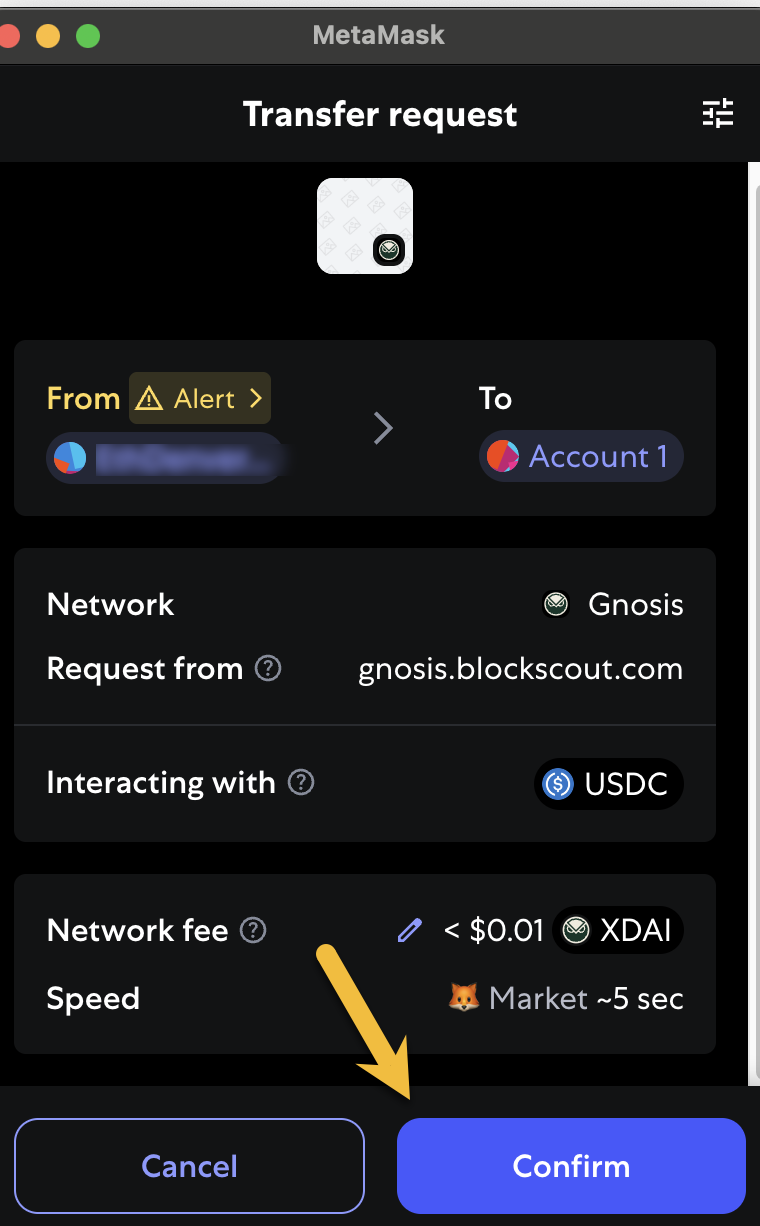 MetaMask
Transfer request
From Alert
To
Account 1
Network Gnosis
Request from ? gnosis.blockscout.com
Interacting with ? USDC
Network fee ? < $0.01 XDAI
Speed Market ~5 sec
Cancel Confirm